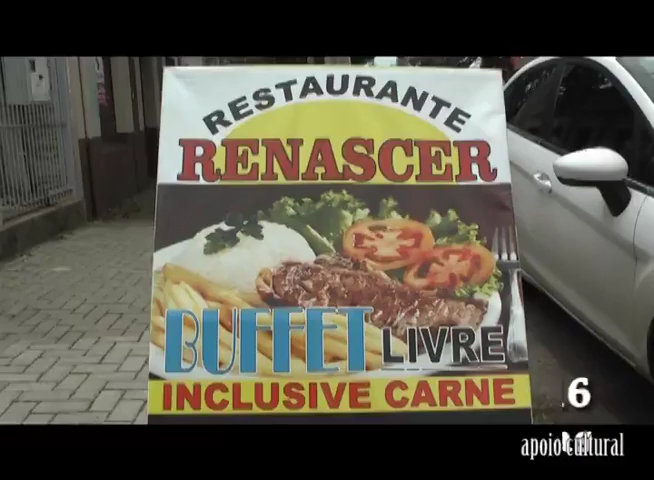 RESTAURANTE
RENASCER
BUFFET LIVRE
INCLUSIVE CARNE
6
apoio cultural